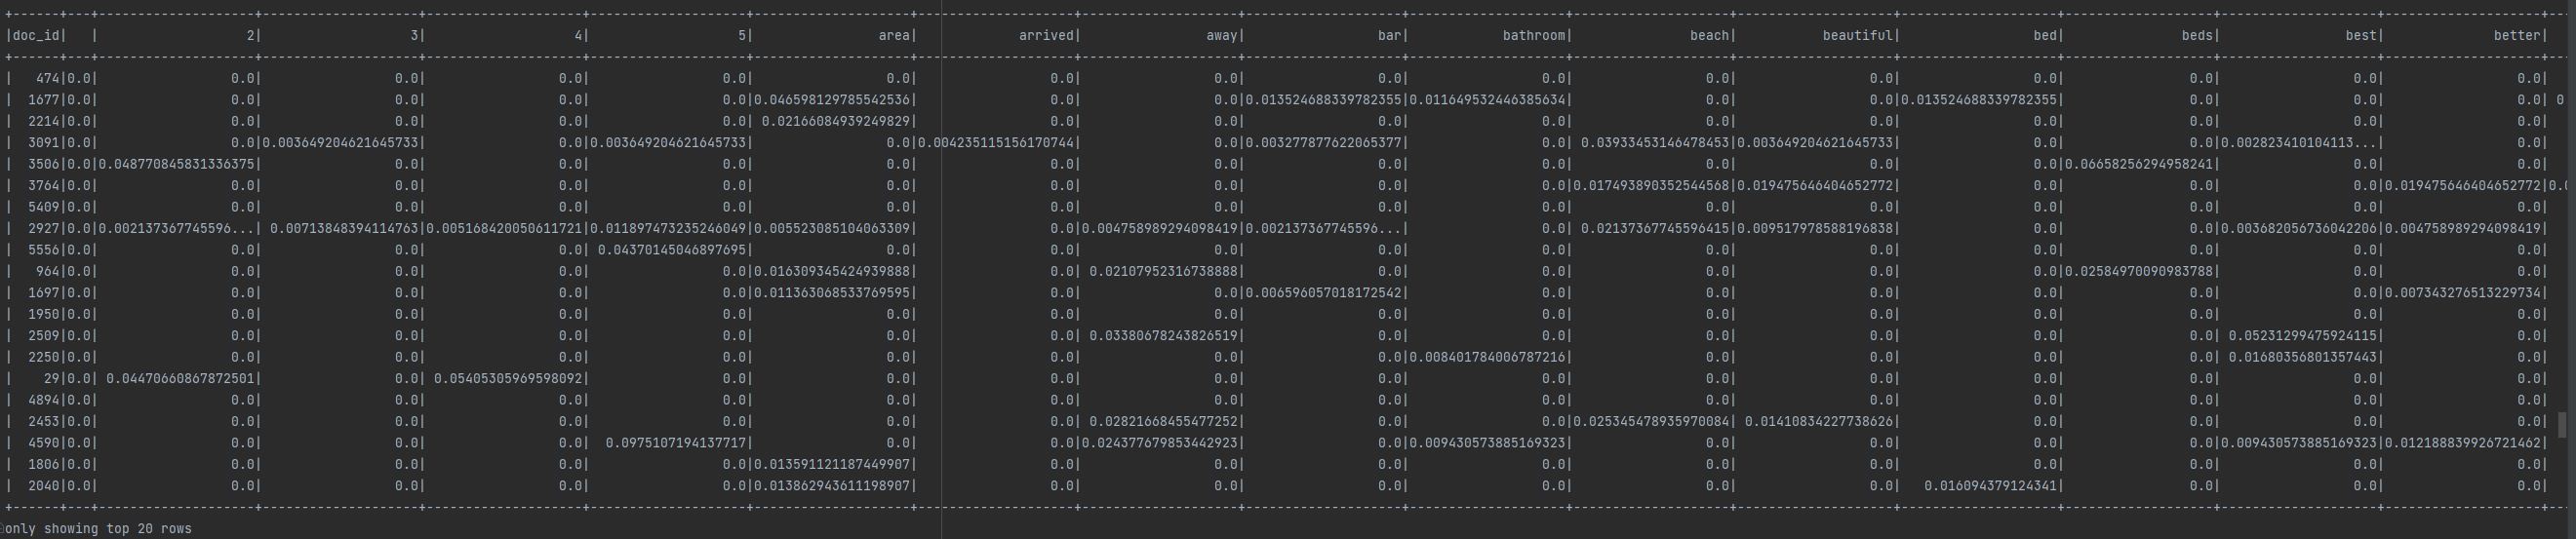 +------+---+--------------------+--------------------+--------------------+--------------------+--------------------+--------------------+--------------------+--------------------+--------------------+--------------------+--------------------+--------------------+-------------------+--------------------+--------------------+--
|doc_id|   |                   2|                   3|                   4|                   5|                area|             arrived|                away|                 bar|            bathroom|               beach|           beautiful|                 bed|               beds|                best|              better|
+------+---+--------------------+--------------------+--------------------+--------------------+--------------------+--------------------+--------------------+--------------------+--------------------+--------------------+--------------------+--------------------+-------------------+--------------------+--------------------+--
|   474|0.0|                 0.0|                 0.0|                 0.0|                 0.0|                 0.0|                 0.0|                 0.0|                 0.0|                 0.0|                 0.0|                 0.0|                 0.0|                0.0|                 0.0|                 0.0|
|  1677|0.0|                 0.0|                 0.0|                 0.0|                 0.0|0.046598129785542536|                 0.0|                 0.0|0.013524688339782355|0.011649532446385634|                 0.0|                 0.0|0.013524688339782355|                0.0|                 0.0|                 0.0| 0
|  2214|0.0|                 0.0|                 0.0|                 0.0|                 0.0| 0.02166084939249829|                 0.0|                 0.0|                 0.0|                 0.0|                 0.0|                 0.0|                 0.0|                0.0|                 0.0|                 0.0|
|  3091|0.0|                 0.0|0.003649204621645733|                 0.0|0.003649204621645733|                 0.0|0.004235115156170744|                 0.0|0.003277877622065377|                 0.0| 0.03933453146478453|0.003649204621645733|                 0.0|                0.0|0.002823410104113...|                 0.0|
|  3506|0.0|0.048770845831336375|                 0.0|                 0.0|                 0.0|                 0.0|                 0.0|                 0.0|                 0.0|                 0.0|                 0.0|                 0.0|                 0.0|0.06658256294958241|                 0.0|                 0.0|
|  3764|0.0|                 0.0|                 0.0|                 0.0|                 0.0|                 0.0|                 0.0|                 0.0|                 0.0|                 0.0|0.017493890352544568|0.019475646404652772|                 0.0|                0.0|                 0.0|0.019475646404652772|0.0
|  5409|0.0|                 0.0|                 0.0|                 0.0|                 0.0|                 0.0|                 0.0|                 0.0|                 0.0|                 0.0|                 0.0|                 0.0|                 0.0|                0.0|                 0.0|                 0.0|
|  2927|0.0|0.002137367745596...| 0.00713848394114763|0.005168420050611721|0.011897473235246049|0.005523085104063309|                 0.0|0.004758989294098419|0.002137367745596...|                 0.0| 0.02137367745596415|0.009517978588196838|                 0.0|                0.0|0.003682056736042206|0.004758989294098419|
|  5556|0.0|                 0.0|                 0.0|                 0.0| 0.04370145046897695|                 0.0|                 0.0|                 0.0|                 0.0|                 0.0|                 0.0|                 0.0|                 0.0|                0.0|                 0.0|                 0.0|
|   964|0.0|                 0.0|                 0.0|                 0.0|                 0.0|0.016309345424939888|                 0.0| 0.02107952316738888|                 0.0|                 0.0|                 0.0|                 0.0|                 0.0|0.02584970090983788|                 0.0|                 0.0|
|  1697|0.0|                 0.0|                 0.0|                 0.0|                 0.0|0.011363068533769595|                 0.0|                 0.0|0.006596057018172542|                 0.0|                 0.0|                 0.0|                 0.0|                0.0|                 0.0|0.007343276513229734|
|  1950|0.0|                 0.0|                 0.0|                 0.0|                 0.0|                 0.0|                 0.0|                 0.0|                 0.0|                 0.0|                 0.0|                 0.0|                 0.0|                0.0|                 0.0|                 0.0|
|  2509|0.0|                 0.0|                 0.0|                 0.0|                 0.0|                 0.0|                 0.0| 0.03380678243826519|                 0.0|                 0.0|                 0.0|                 0.0|                 0.0|                0.0| 0.05231299475924115|                 0.0|
|  2250|0.0|                 0.0|                 0.0|                 0.0|                 0.0|                 0.0|                 0.0|                 0.0|                 0.0|0.008401784006787216|                 0.0|                 0.0|                 0.0|                0.0| 0.01680356801357443|                 0.0|
|    29|0.0| 0.04470660867872501|                 0.0| 0.05405305969598092|                 0.0|                 0.0|                 0.0|                 0.0|                 0.0|                 0.0|                 0.0|                 0.0|                 0.0|                0.0|                 0.0|                 0.0|
|  4894|0.0|                 0.0|                 0.0|                 0.0|                 0.0|                 0.0|                 0.0|                 0.0|                 0.0|                 0.0|                 0.0|                 0.0|                 0.0|                0.0|                 0.0|                 0.0|
|  2453|0.0|                 0.0|                 0.0|                 0.0|                 0.0|                 0.0|                 0.0| 0.02821668455477252|                 0.0|                 0.0|0.025345478935970084| 0.01410834227738626|                 0.0|                0.0|                 0.0|                 0.0|
|  4590|0.0|                 0.0|                 0.0|                 0.0|  0.0975107194137717|                 0.0|                 0.0|0.024377679853442923|                 0.0|0.009430573885169323|                 0.0|                 0.0|                 0.0|                0.0|0.009430573885169323|0.012188839926721462|
|  1806|0.0|                 0.0|                 0.0|                 0.0|                 0.0|0.013591121187449907|                 0.0|                 0.0|                 0.0|                 0.0|                 0.0|                 0.0|                 0.0|                0.0|                 0.0|                 0.0|
|  2040|0.0|                 0.0|                 0.0|                 0.0|                 0.0|0.013862943611198907|                 0.0|                 0.0|                 0.0|                 0.0|                 0.0|                 0.0|   0.016094379124341|                0.0|                 0.0|                 0.0|
+------+---+--------------------+--------------------+--------------------+--------------------+--------------------+--------------------+--------------------+--------------------+--------------------+--------------------+--------------------+--------------------+-------------------+--------------------+--------------------+--
only showing top 20 rows